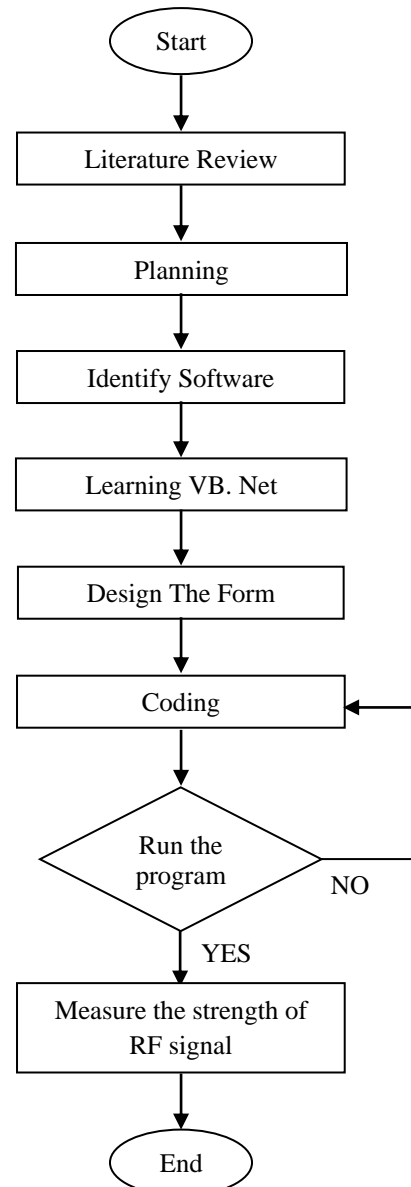 Start
Literature Review
Planning
Identify Software
Learning VB. Net
Design The Form
Coding
Run the
program
NO
YES
Measure the strength of
RF signal
End